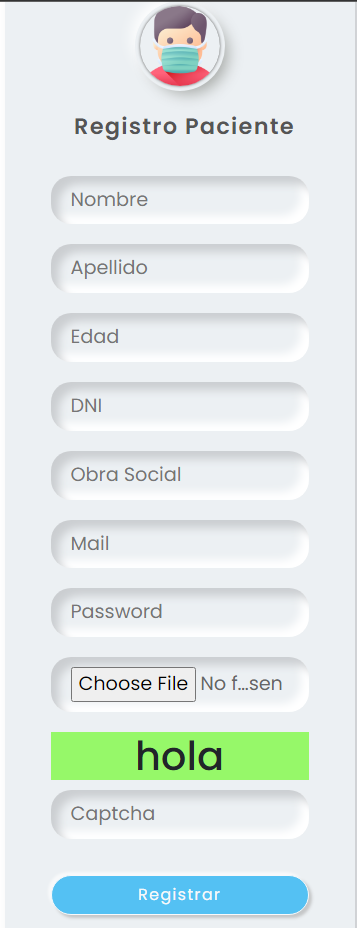 Registro Paciente
Nombre
Apellido
Edad
DNI
Obra Social
Mail
Password
Choose File No f...sen
hola
Captcha
Registrar